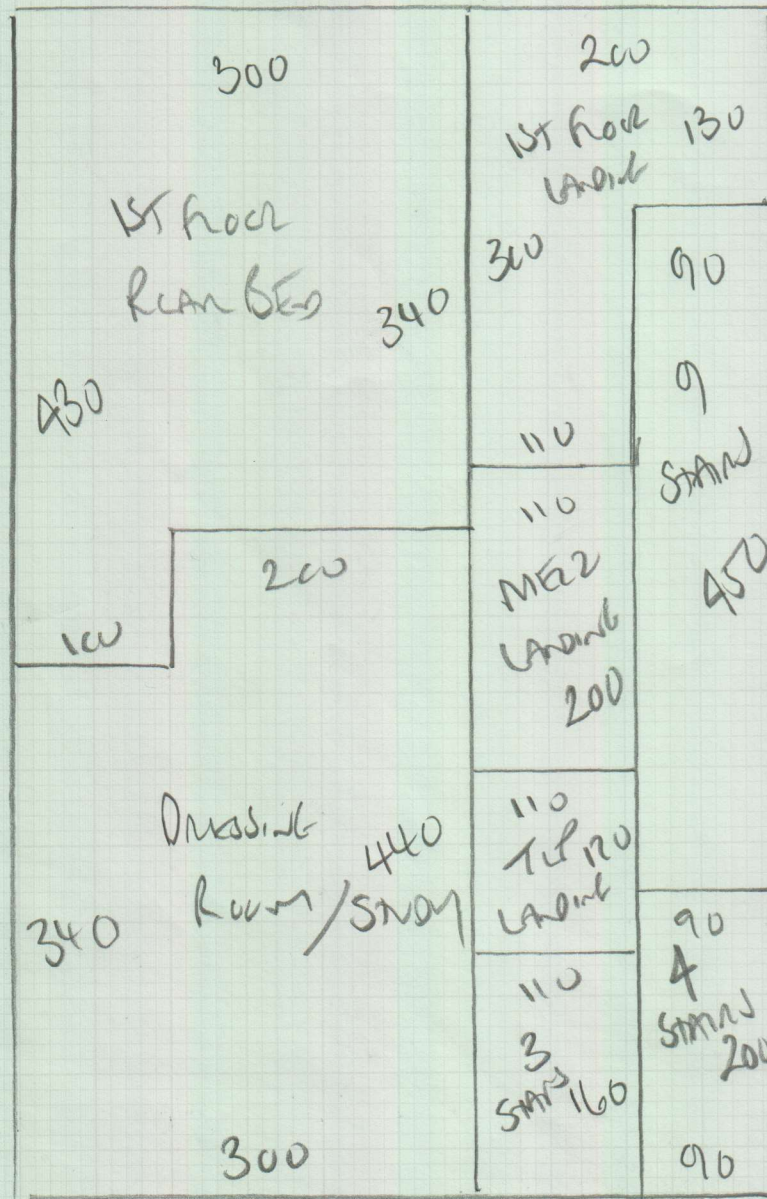 300
1ST FLOOR
REAR BED
430
340
200
1ST FLOOR
LANDING
130
300
110
90
9
STAIRS
450
110
MEZZ
LANDING
200
100
200
DRESSING
ROOM/STUDY
440
340
300
110
TOP 120
LANDING
110
3
STAIRS 160
90
4
STAIRS
200
90